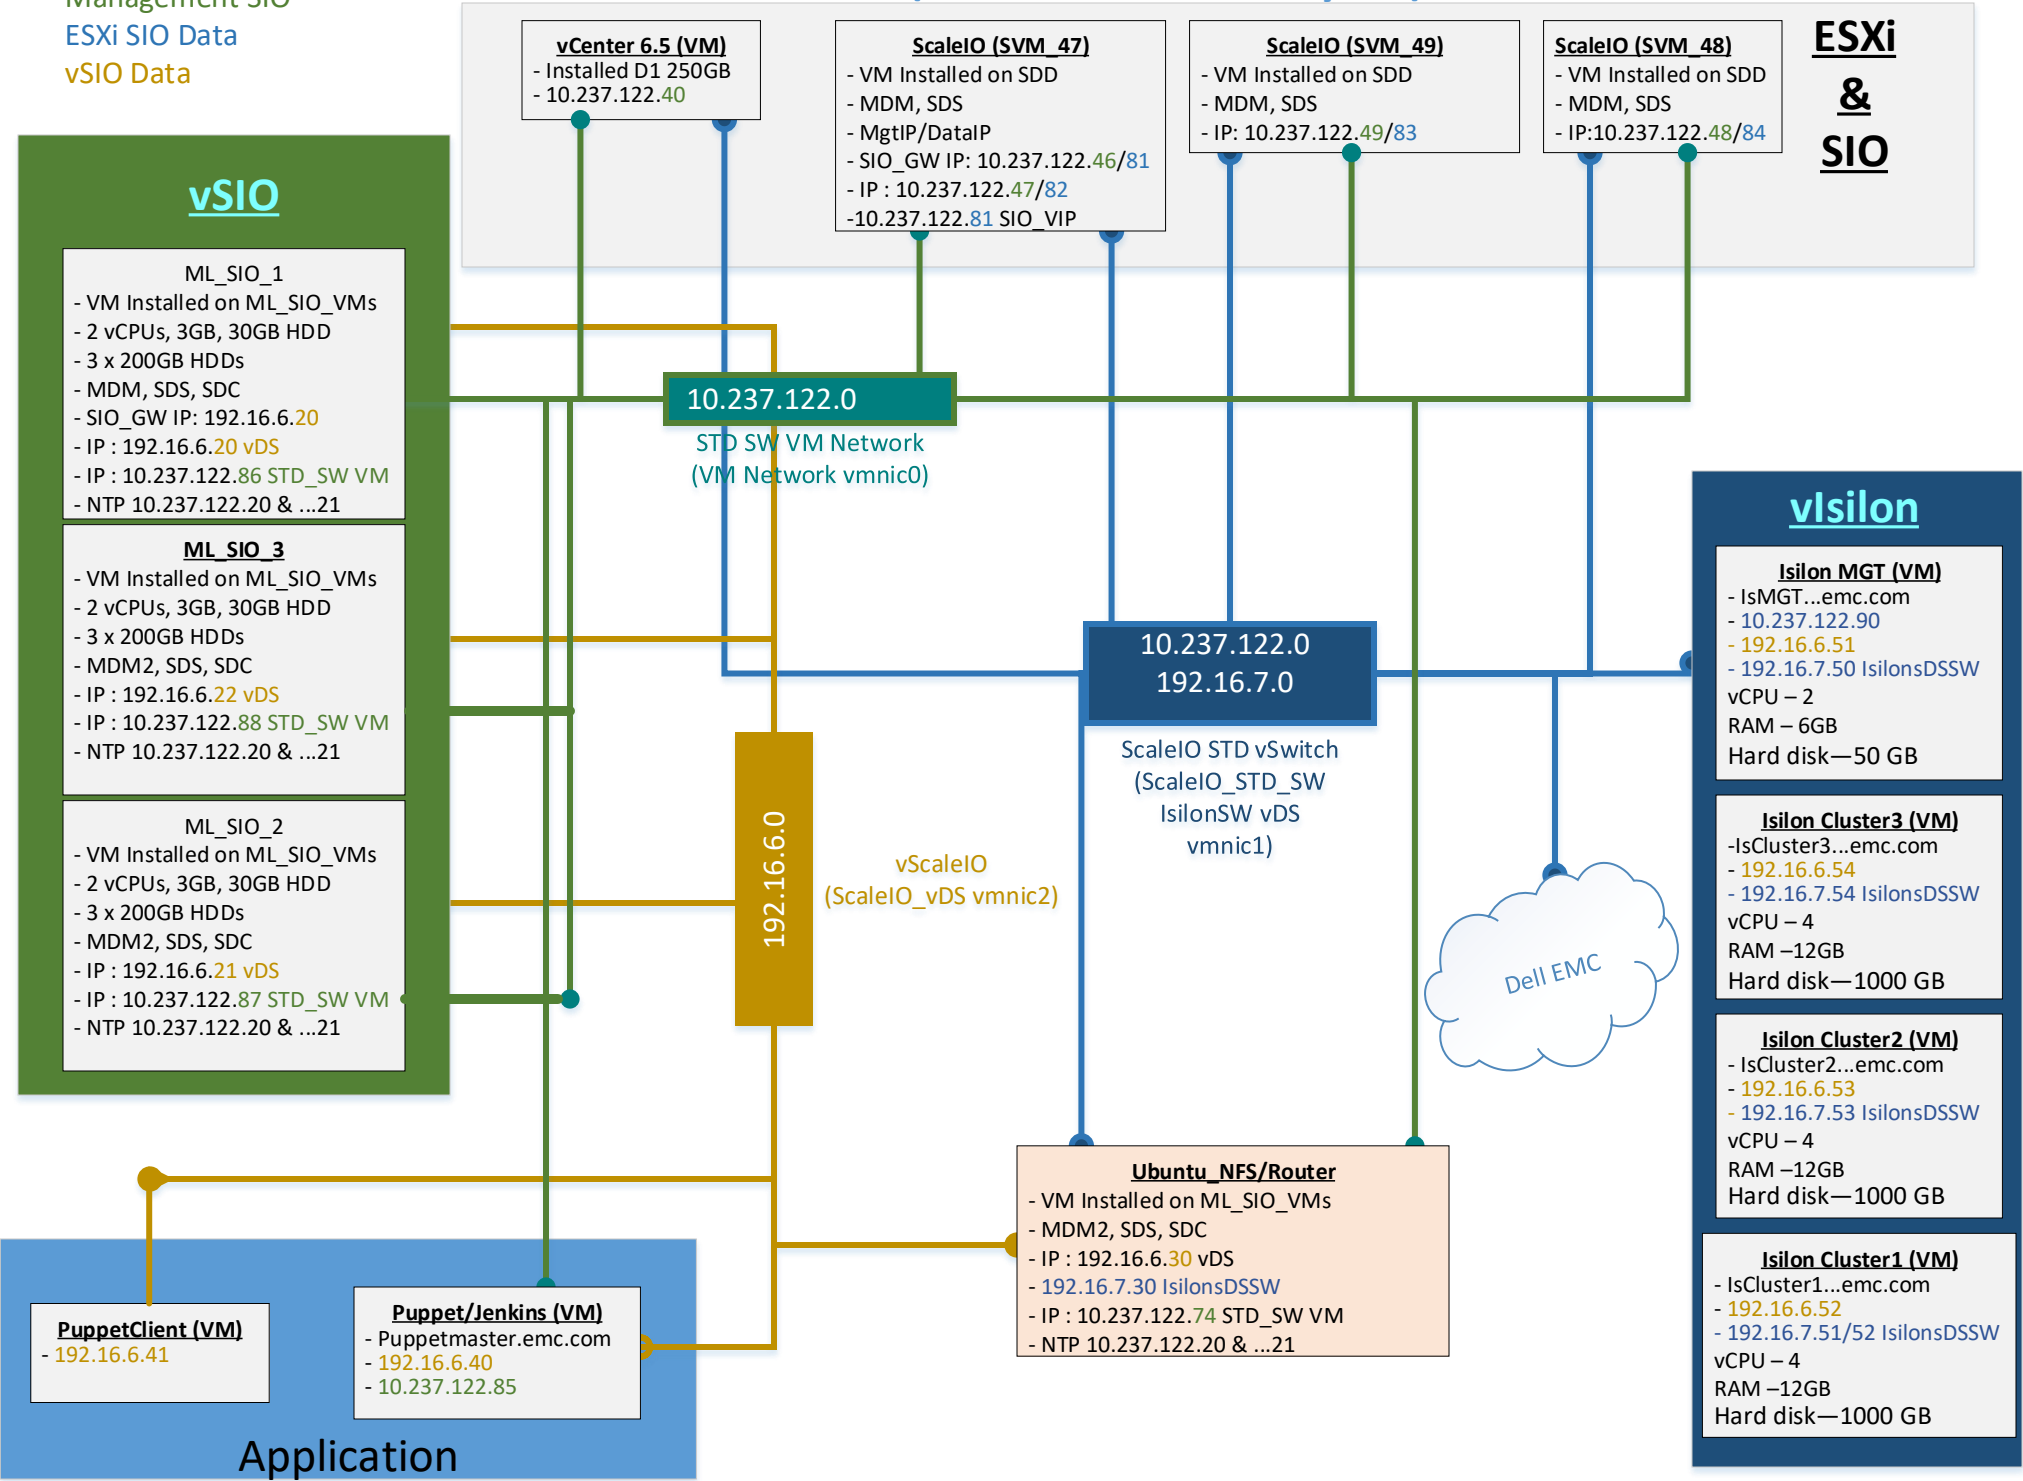 Management SIO
ESXi SIO Data
vSIO Data
vCenter 6.5 (VM)
- Installed D1 250GB
- 10.237.122.40
ScaleIO (SVM_47)
- VM Installed on SDD
- MDM, SDS
- MgtIP/DataIP
- SIO_GW IP: 10.237.122.46/81
- IP : 10.237.122.47/82
-10.237.122.81 SIO_VIP
ScaleIO (SVM_49)
- VM Installed on SDD
- MDM, SDS
- IP: 10.237.122.49/83
ScaleIO (SVM_48)
- VM Installed on SDD
- MDM, SDS
- IP:10.237.122.48/84
ESXi
&
SIO
vSIO
ML_SIO_1
- VM Installed on ML_SIO_VMs
- 2 vCPUs, 3GB, 30GB HDD
- 3 x 200GB HDDs
- MDM, SDS, SDC
- SIO_GW IP: 192.16.6.20
- IP : 192.16.6.20 vDS
- IP : 10.237.122.86 STD_SW VM
- NTP 10.237.122.20 & ...21
ML_SIO_3
- VM Installed on ML_SIO_VMs
- 2 vCPUs, 3GB, 30GB HDD
- 3 x 200GB HDDs
- MDM2, SDS, SDC
- IP : 192.16.6.22 vDS
- IP : 10.237.122.88 STD_SW VM
- NTP 10.237.122.20 & ...21
ML_SIO_2
- VM Installed on ML_SIO_VMs
- 2 vCPUs, 3GB, 30GB HDD
- 3 x 200GB HDDs
- MDM2, SDS, SDC
- IP : 192.16.6.21 vDS
- IP : 10.237.122.87 STD_SW VM
- NTP 10.237.122.20 & ...21
10.237.122.0
STD SW VM Network
(VM Network vmnic0)
10.237.122.0
192.16.7.0
ScaleIO STD vSwitch
(ScaleIO_STD_SW
IsilonSW vDS
vmnic1)
192.16.6.0
vScaleIO
(ScaleIO_vDS vmnic2)
Dell EMC
vIsilon
Isilon MGT (VM)
- IsMGT...emc.com
- 10.237.122.90
- 192.16.6.51
- 192.16.7.50 IsilonsDSSW
vCPU – 2
RAM – 6GB
Hard disk—50 GB
Isilon Cluster3 (VM)
-IsCluster3...emc.com
- 192.16.6.54
- 192.16.7.54 IsilonsDSSW
vCPU – 4
RAM –12GB
Hard disk—1000 GB
Isilon Cluster2 (VM)
- IsCluster2...emc.com
- 192.16.6.53
- 192.16.7.53 IsilonsDSSW
vCPU – 4
RAM –12GB
Hard disk—1000 GB
Isilon Cluster1 (VM)
- IsCluster1...emc.com
- 192.16.6.52
- 192.16.7.51/52 IsilonsDSSW
vCPU – 4
RAM –12GB
Hard disk—1000 GB
Ubuntu_NFS/Router
- VM Installed on ML_SIO_VMs
- MDM2, SDS, SDC
- IP : 192.16.6.30 vDS
- 192.16.7.30 IsilonsDSSW
- IP : 10.237.122.74 STD_SW VM
- NTP 10.237.122.20 & ...21
PuppetClient (VM)
- 192.16.6.41
Puppet/Jenkins (VM)
- Puppetmaster.emc.com
- 192.16.6.40
- 10.237.122.85
Application